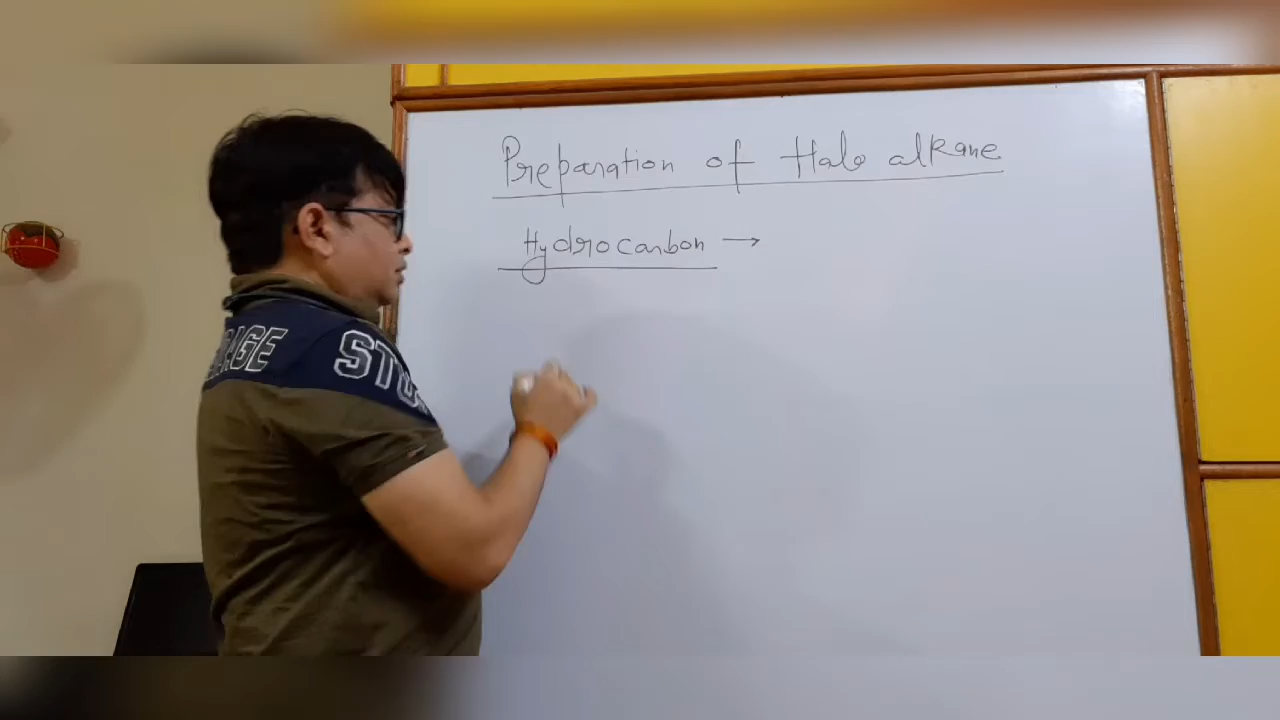 Preparation of Halo alkane
Hydrocarbon →